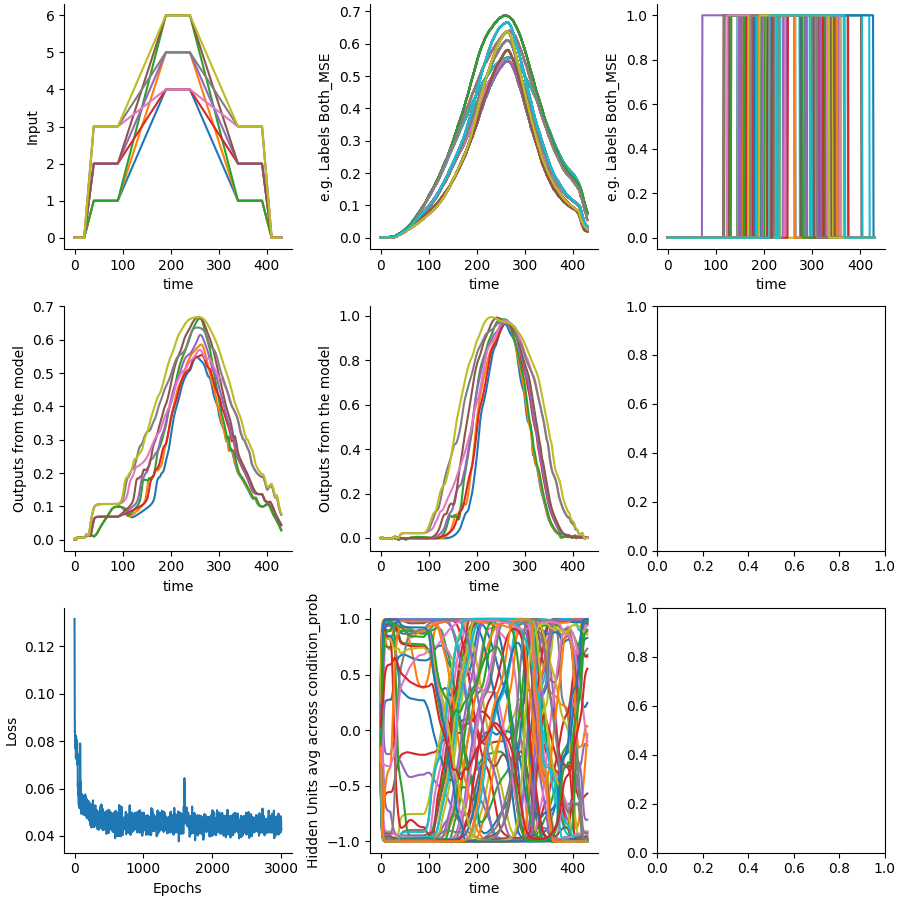 6
5
4
3
2
1
0
Input
0 100 200 300 400
time
0.7
0.6
0.5
0.4
0.3
0.2
0.1
0.0
e.g. Labels Both_MSE
0 100 200 300 400
time
1.0
0.8
0.6
0.4
0.2
0.0
e.g. Labels Both_MSE
0 100 200 300 400
time
0.7
0.6
0.5
0.4
0.3
0.2
0.1
0.0
Outputs from the model
0 100 200 300 400
time
1.0
0.8
0.6
0.4
0.2
0.0
Outputs from the model
0 100 200 300 400
time
1.0
0.8
0.6
0.4
0.2
0.0
0.0 0.2 0.4 0.6 0.8 1.0
0.12
0.10
0.08
0.06
0.04
Loss
0 1000 2000 3000
Epochs
1.0
0.5
0.0
−0.5
−1.0
Hidden Units avg across condition_prob
0 100 200 300 400
time
1.0
0.8
0.6
0.4
0.2
0.0
0.0 0.2 0.4 0.6 0.8 1.0